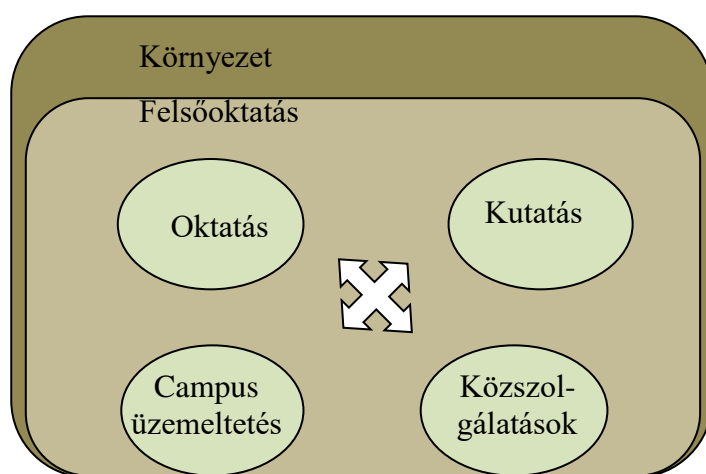 Környezet
Felsőoktatás
Oktatás
Kutatás
Campus
üzemeltetés
Közszol-
gálatások